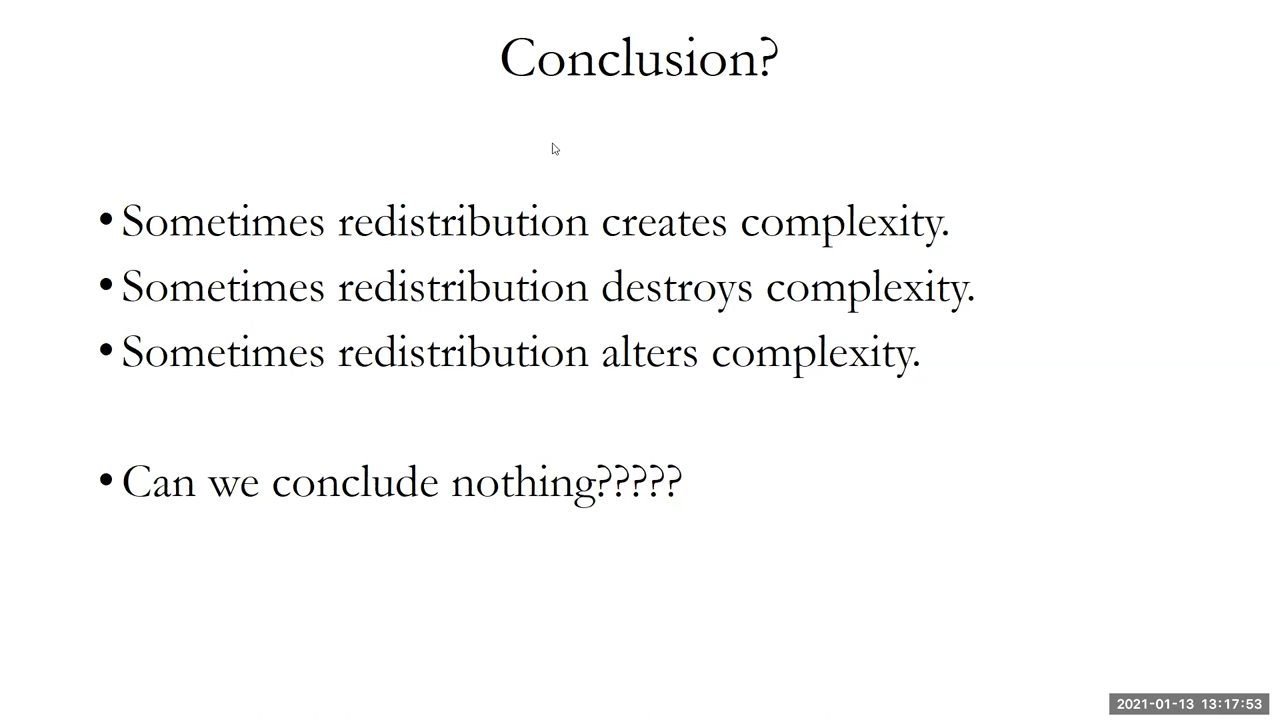 Conclusion?
•Sometimes redistribution creates complexity.
•Sometimes redistribution destroys complexity.
•Sometimes redistribution alters complexity.
•Can we conclude nothing?????
2021-01-13 13:17:53